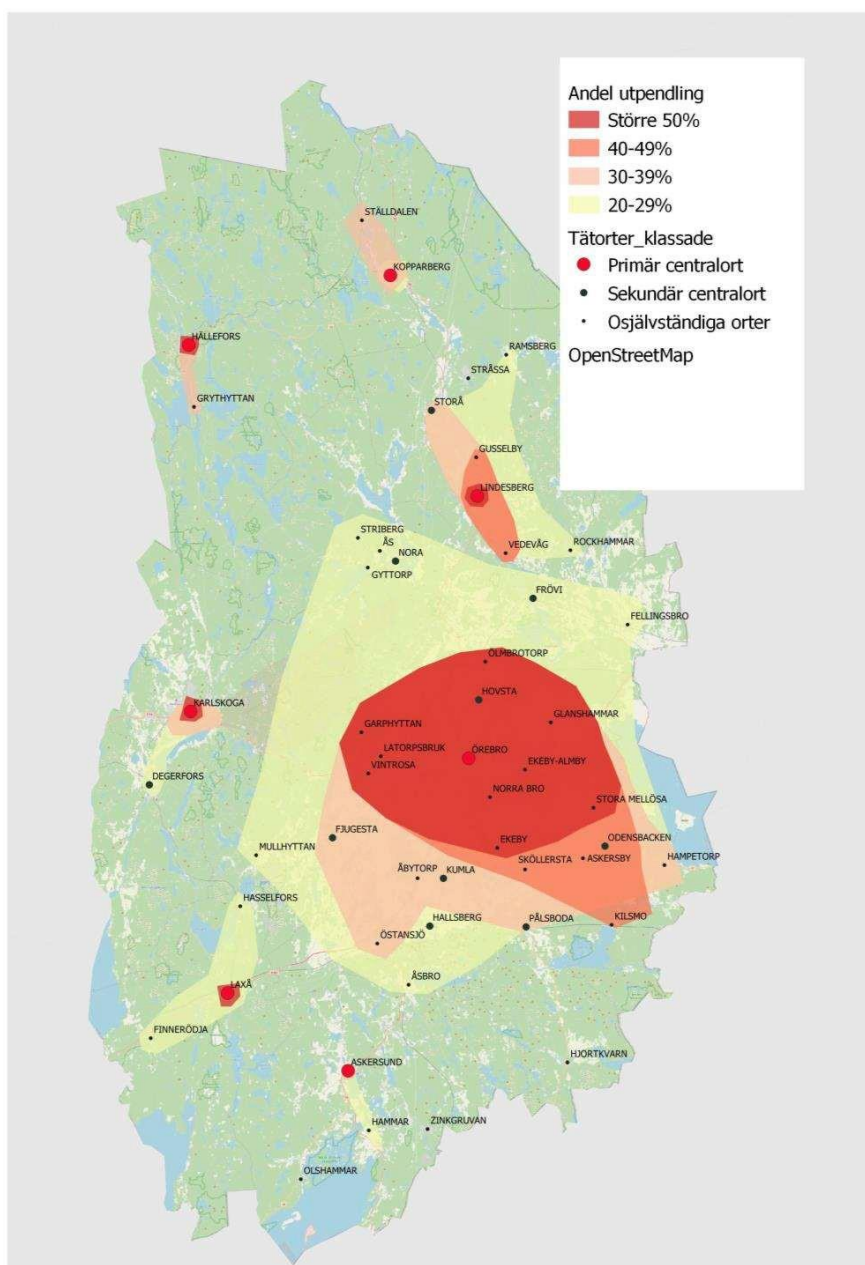 Andel utpendling
Större 50%
40-49%
30-39%
20-29%
Tätorter_klassade
Primär centralort
Sekundär centralort
Osjälvständiga orter
OpenStreetMap
STÄLLDALEN
KOPPARBERG
HÄLLEFORS
RAMSBERG
STRÅSSA
GRYTHYTTAN
STORÅ
GUSSELBY
LINDESBERG
STRIBERG
ÅS
NORA
GYTTORP
VEDEVÅG
ROCKHAMMAR
FRÖVI
FELLINGSBRO
ÖLMBROTORP
HOVSTA
KARLSKOGA
GLANSHAMMAR
GARPHYTTAN
LATORPSBRUK
ÖREBRO
VINTROSA
EKEBY-ALMBY
DEGERFORS
NORRA BRO
STORA MELLÖSA
FJUGESTA
EKEBY
ODENSBACKEN
MULLHYTTAN
SKÖLLERSTA
ASKERSBY
HAMPETORP
ÅBYTORP
KUMLA
HASSELFORS
HALLSBERG
PÅLSBODA
KILSMO
ÖSTANSJÖ
LAXÅ
ÅSBRO
FINNERÖDJA
HJORTKVARN
ASKERSUND
HAMMAR
ZINKGRUVAN
OLSHAMMAR